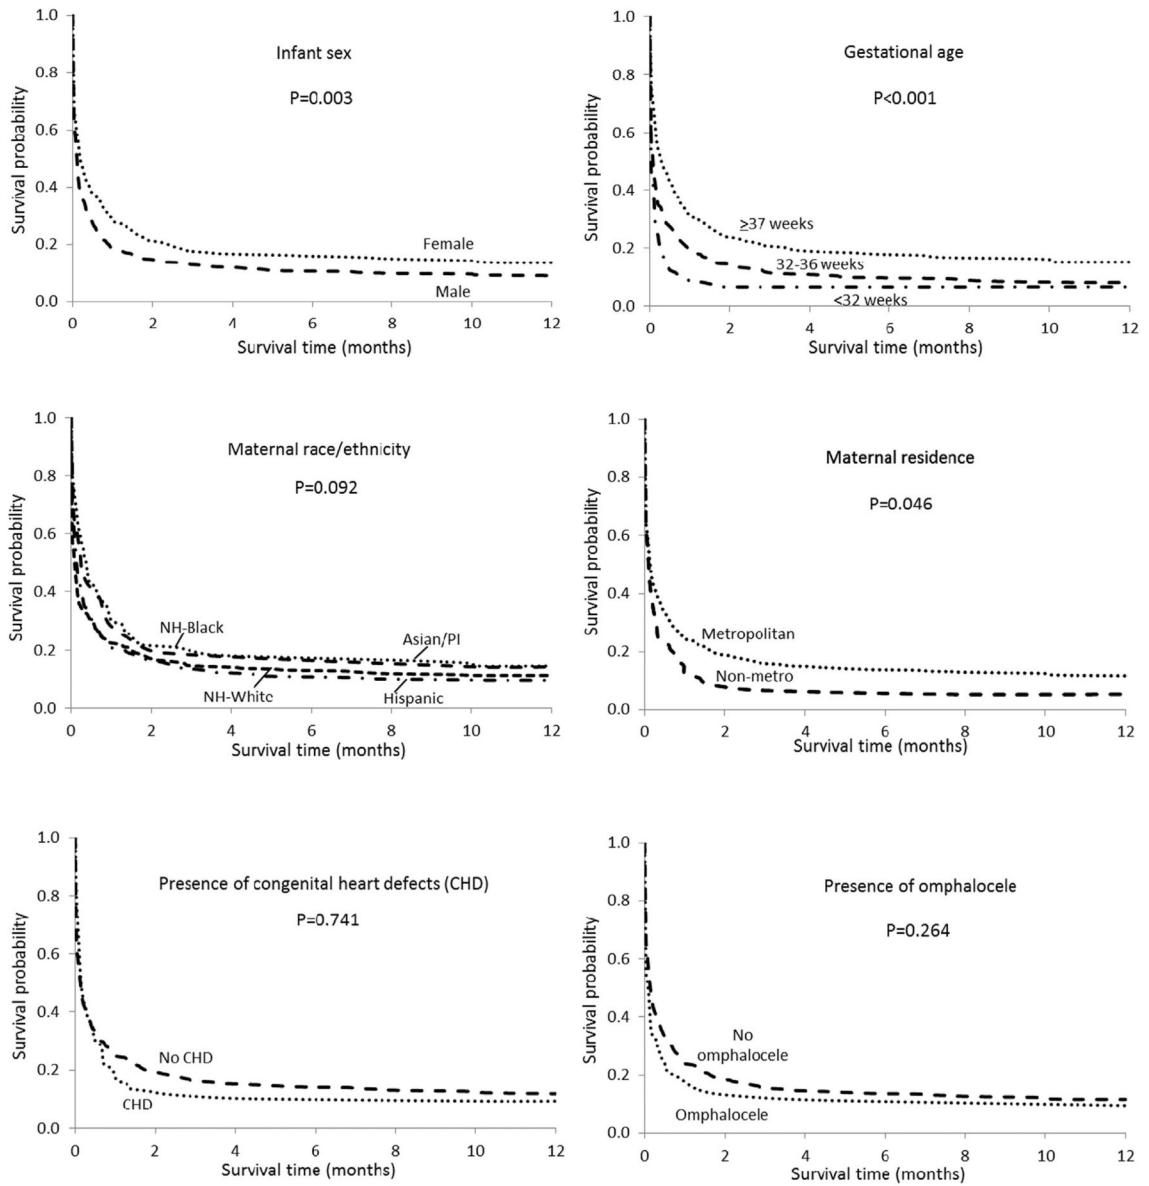 Infant sex
P=0.003
Survival probability
1.0
0.8
0.6
0.4
0.2
0.0
Female
Male
0 2 4 6 8 10 12
Survival time (months)
Gestational age
P<0.001
Survival probability
1.0
0.8
0.6
0.4
0.2
0.0
≥37 weeks
32-36 weeks
<32 weeks
0 2 4 6 8 10 12
Survival time (months)
Maternal race/ethnicity
P=0.092
Survival probability
1.0
0.8
0.6
0.4
0.2
0.0
NH-Black
Asian/PI
NH-White
Hispanic
0 2 4 6 8 10 12
Survival time (months)
Maternal residence
P=0.046
Survival probability
1.0
0.8
0.6
0.4
0.2
0.0
Metropolitan
Non-metro
0 2 4 6 8 10 12
Survival time (months)
Presence of congenital heart defects (CHD)
P=0.741
Survival probability
1.0
0.8
0.6
0.4
0.2
0.0
No CHD
CHD
0 2 4 6 8 10 12
Survival time (months)
Presence of omphalocele
P=0.264
Survival probability
1.0
0.8
0.6
0.4
0.2
0.0
No
omphalocele
Omphalocele
0 2 4 6 8 10 12
Survival time (months)